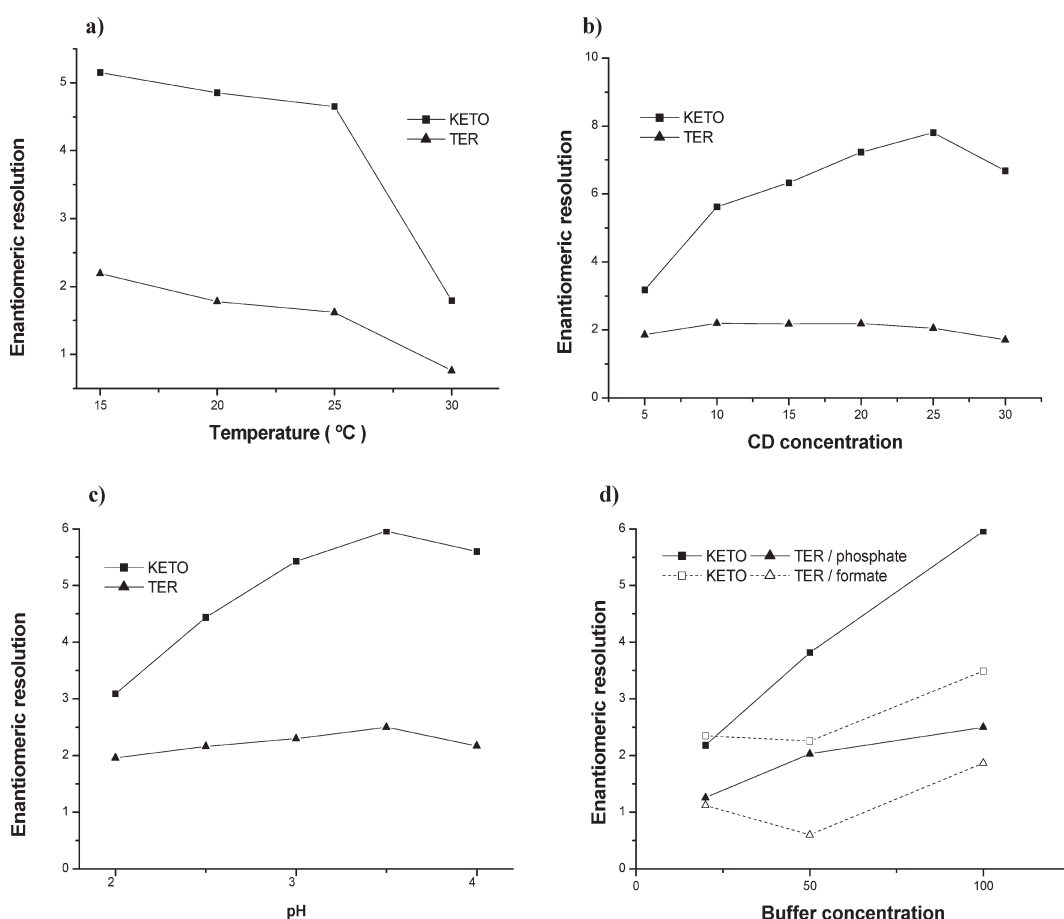 a)
Enantiomeric resolution
5
4
3
2
1
KETO
TER
15
20
25
30
Temperature ( ºC )
b)
Enantiomeric resolution
10
8
6
4
2
0
KETO
TER
5
10
15
20
25
30
CD concentration
c)
Enantiomeric resolution
6
5
4
3
2
1
0
KETO
TER
2
3
4
pH
d)
Enantiomeric resolution
6
5
4
3
2
1
0
KETO TER / phosphate
KETO TER / formate
0
50
100
Buffer concentration